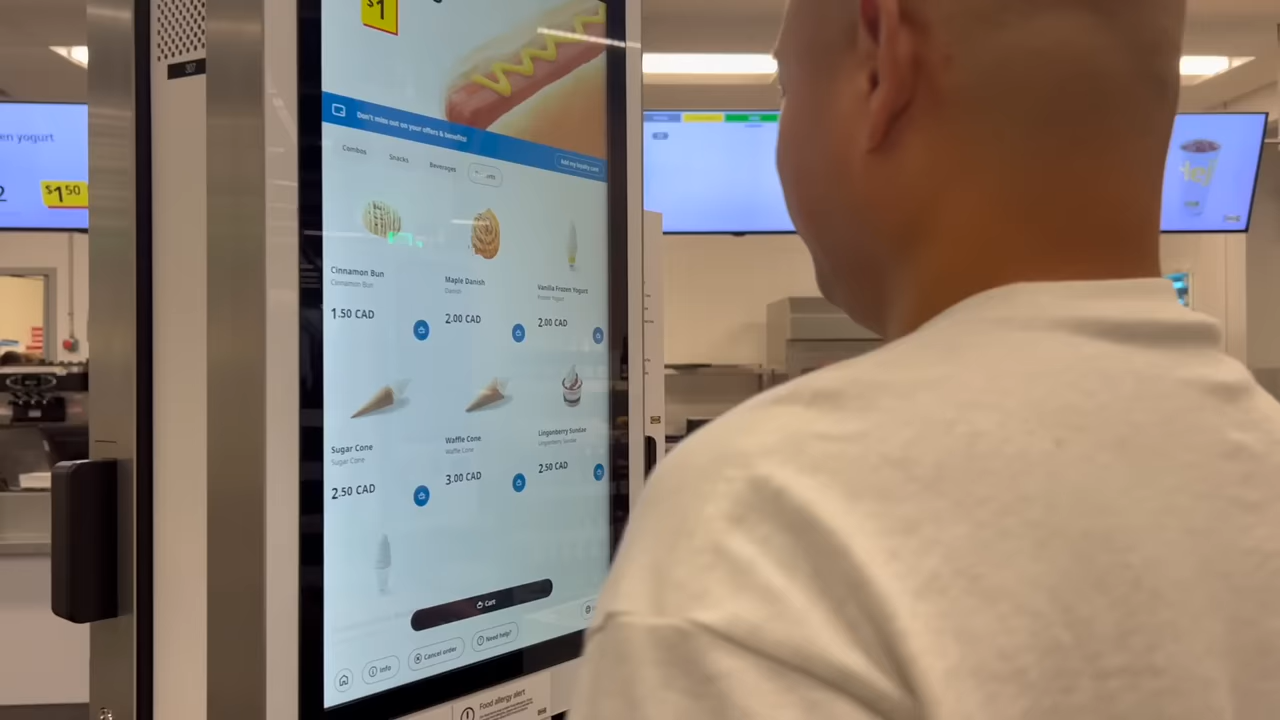 $1
307
en yogurt
2
$1 50
Don't miss out on your offers & benefits!
Add my loyalty card
Combos
Snacks
Beverages
Cinnamon Bun
Cinnamon Bun
1.50 CAD
Maple Danish
Danish
2.00 CAD
Vanilla Frozen Yogurt
Frozen Yogurt
2.00 CAD
Sugar Cone
Sugar Cone
2.50 CAD
Waffle Cone
Waffle Cone
3.00 CAD
Lingonberry Sundae
Lingonberry Sundae
2.50 CAD
Cart
Info
Cancel order
Need help?
Food allergy alert
Hej!